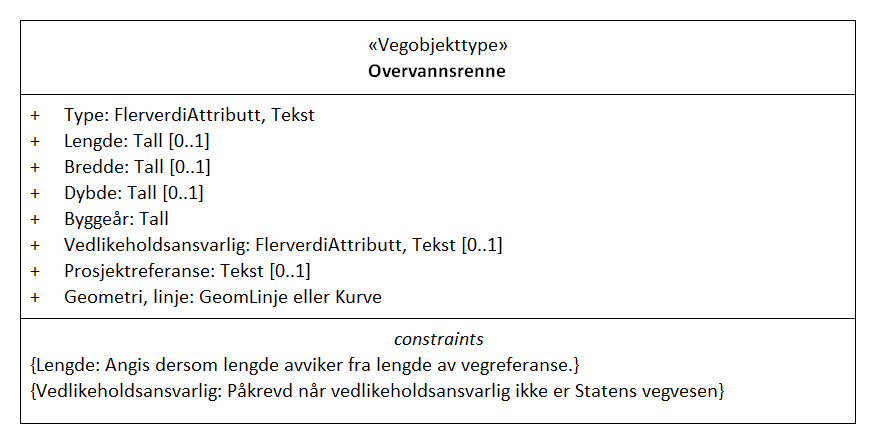 «Vegobjekttype»
Overvannsrenne
+ Type: FlerverdiAttributt, Tekst
+ Lengde: Tall [0..1]
+ Bredde: Tall [0..1]
+ Dybde: Tall [0..1]
+ Byggeår: Tall
+ Vedlikeholdsansvarlig: FlerverdiAttributt, Tekst [0..1]
+ Prosjektreferanse: Tekst [0..1]
+ Geometri, linje: GeomLinje eller Kurve
constraints
{Lengde: Angis dersom lengde avviker fra lengde av vegreferanse.}
{Vedlikeholdsansvarlig: Påkrevd når vedlikeholdsansvarlig ikke er Statens vegvesen}